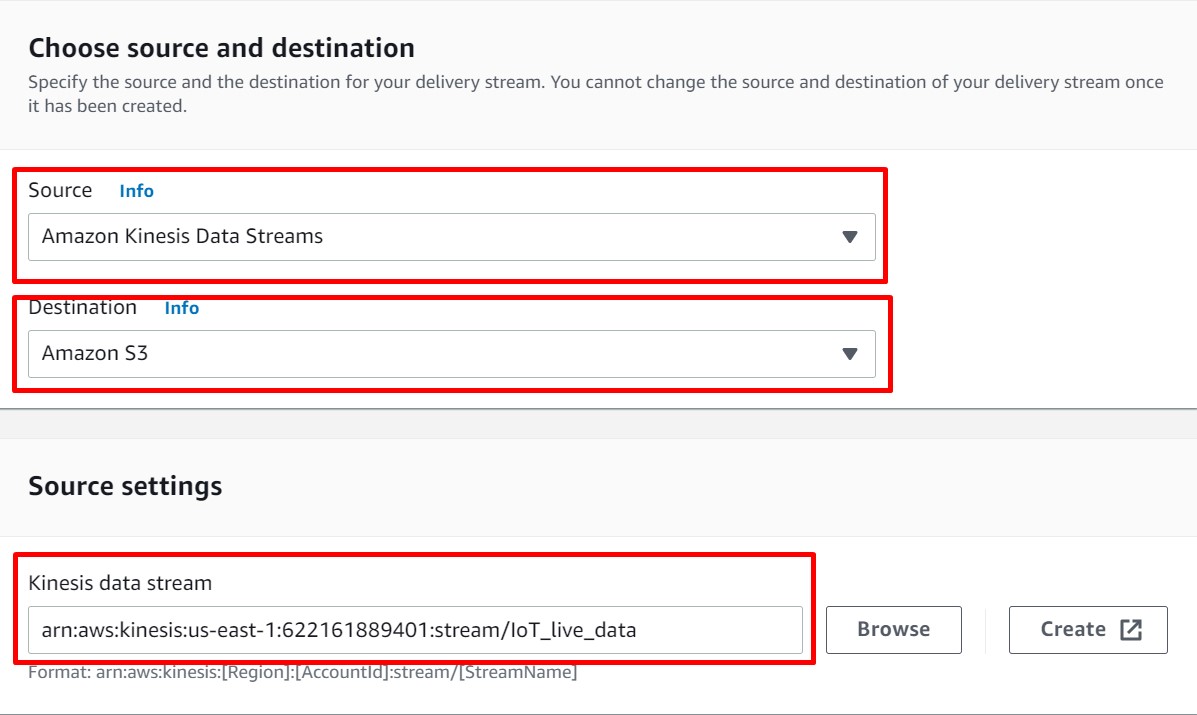 Choose source and destination
Specify the source and the destination for your delivery stream. You cannot change the source and destination of your delivery stream once
it has been created.
Source Info
Amazon Kinesis Data Streams
Destination Info
Amazon S3
Source settings
Kinesis data stream
arn:aws:kinesis:us-east-1:622161889401:stream/IoT_live_data
Browse
Create
Format: arn:aws:kinesis:[Region]:[AccountId]:stream/[StreamName]